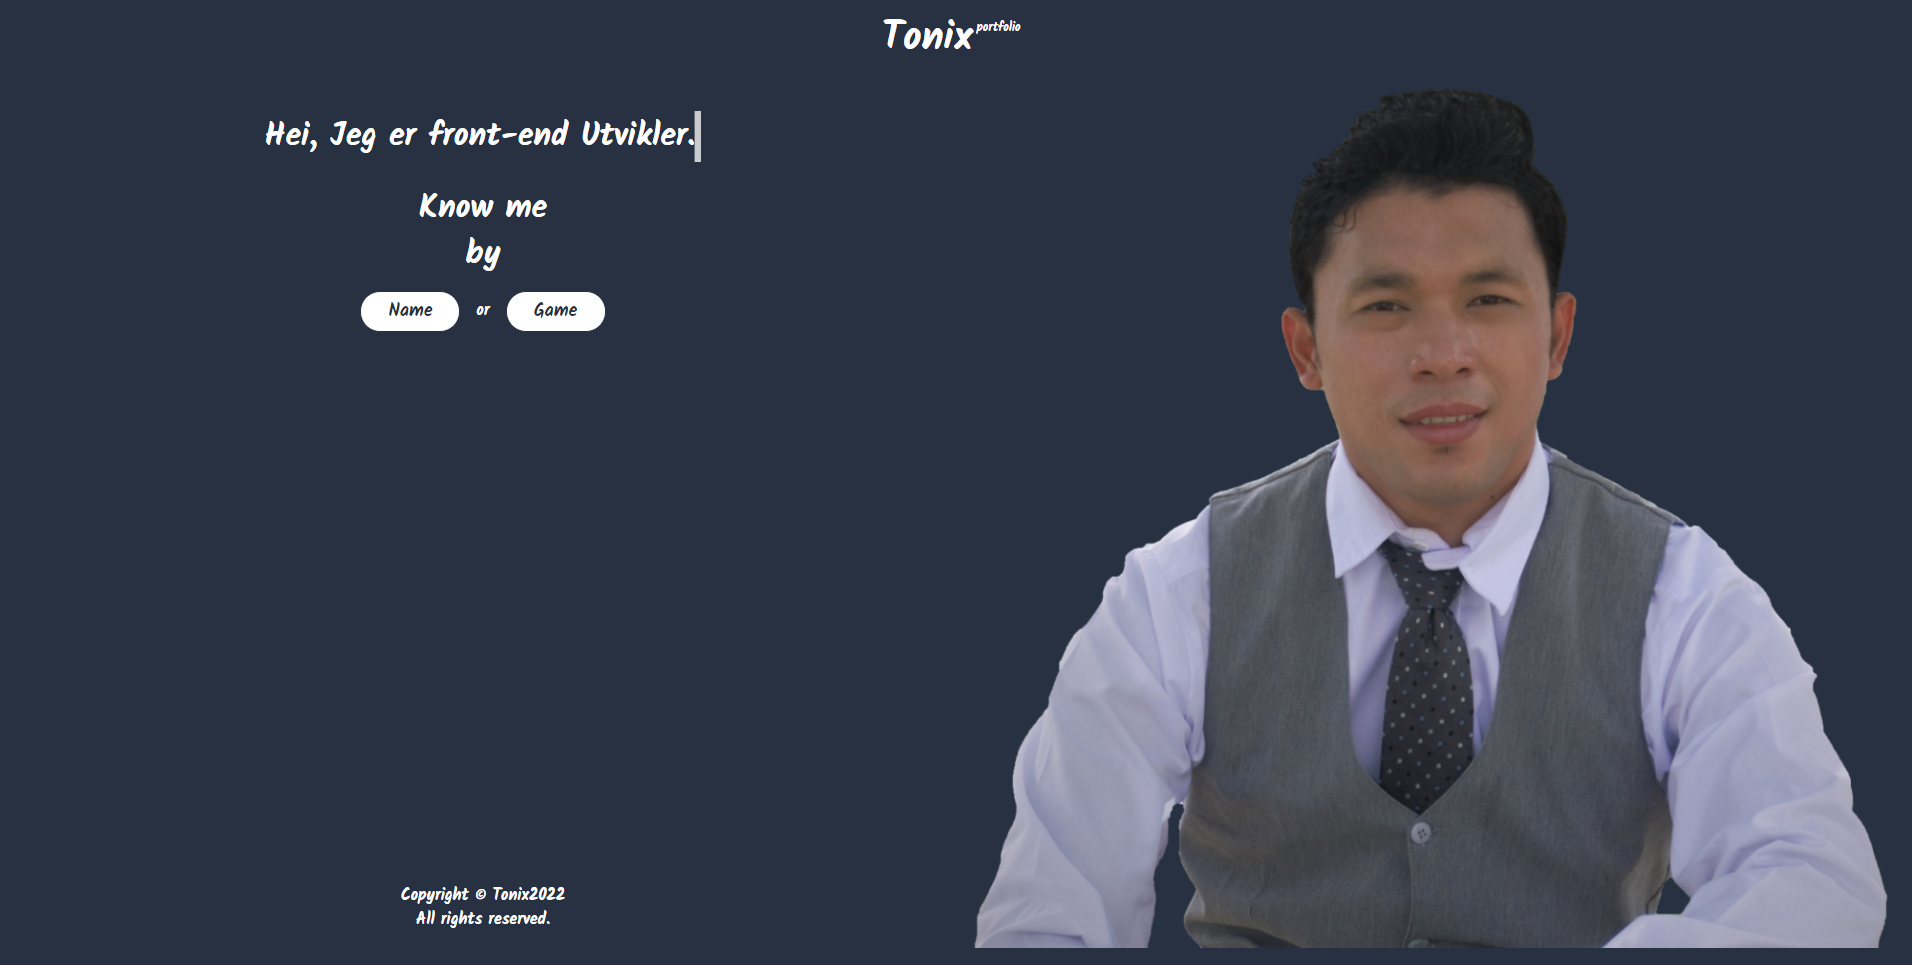 Tonix portfolio
Hei, Jeg er front-end Utvikler.
Know me
by
Name or Game
Copyright © Tonix2022
All rights reserved.